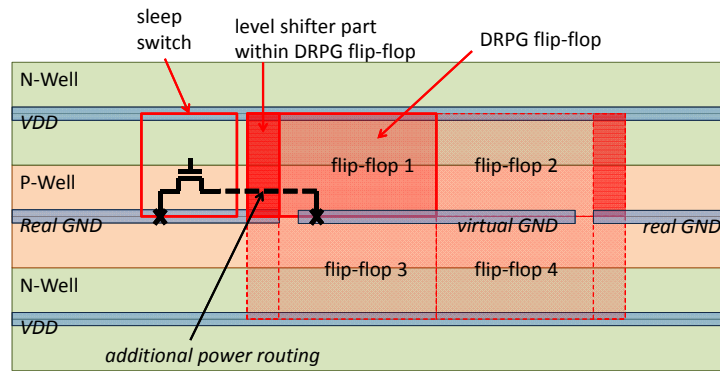 sleep
switch
level shifter part
within DRPG flip-flop
DRPG flip-flop
N-Well
VDD
flip-flop 1
flip-flop 2
P-Well
Real GND
virtual GND
real GND
flip-flop 3
flip-flop 4
N-Well
VDD
additional power routing